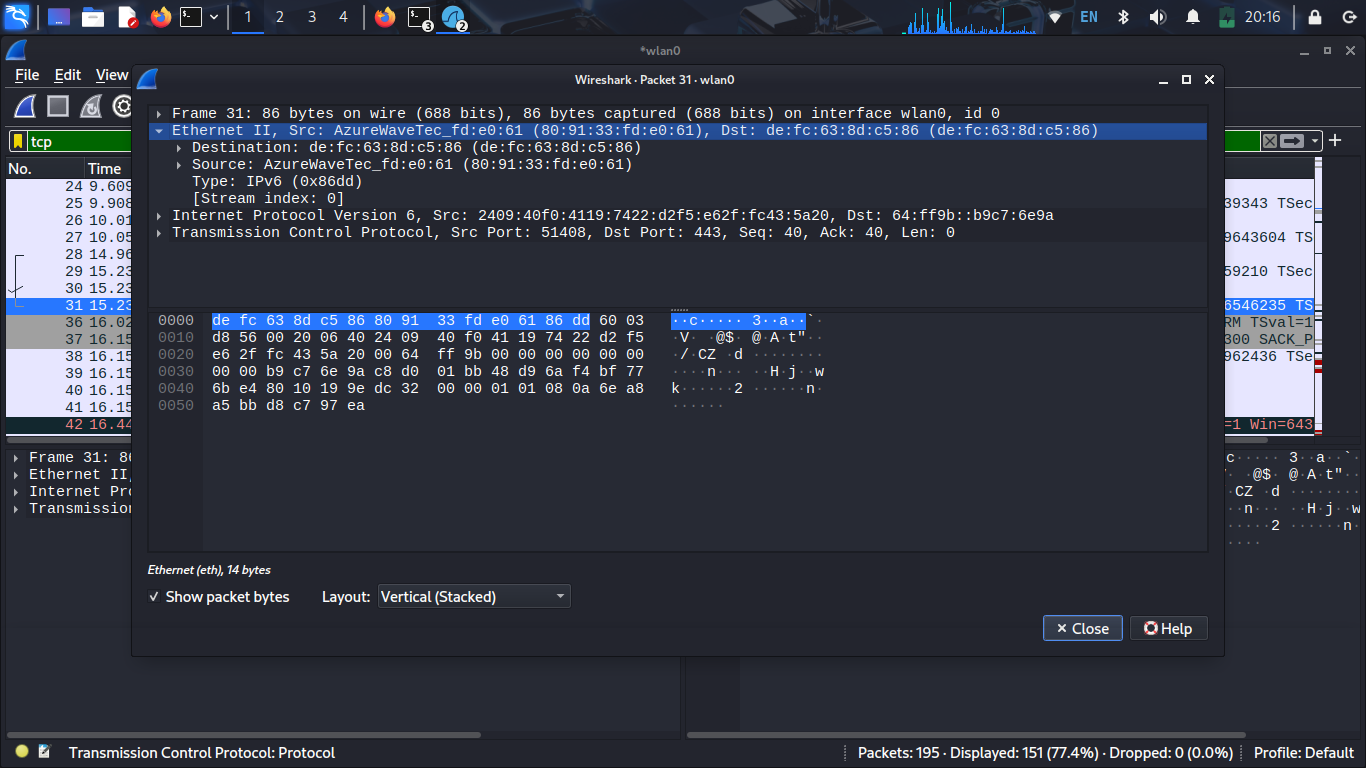 1 2 3 4 3 2 EN 20:16
*wlan0
File Edit View
Wireshark · Packet 31 · wlan0
tcp
No. Time
24 9.609
25 9.908
26 10.01
27 10.05
28 14.96
29 15.23
30 15.23
31 15.23
36 16.02
37 16.15
38 16.15
39 16.15
40 16.15
41 16.15
42 16.44
Frame 31: 86 bytes on wire (688 bits), 86 bytes captured (688 bits) on interface wlan0, id 0
Ethernet II, Src: AzureWaveTec_fd:e0:61 (80:91:33:fd:e0:61), Dst: de:fc:63:8d:c5:86 (de:fc:63:8d:c5:86)
Destination: de:fc:63:8d:c5:86 (de:fc:63:8d:c5:86)
Source: AzureWaveTec_fd:e0:61 (80:91:33:fd:e0:61)
Type: IPv6 (0x86dd)
[Stream index: 0]
Internet Protocol Version 6, Src: 2409:40f0:4119:7422:d2f5:e62f:fc43:5a20, Dst: 64:ff9b::b9c7:6e9a
Transmission Control Protocol, Src Port: 51408, Dst Port: 443, Seq: 40, Ack: 40, Len: 0
0000 de fc 63 8d c5 86 80 91 33 fd e0 61 86 dd 60 03 ··c·····3··a··`·
0010 d8 56 00 20 06 40 24 09 40 f0 41 19 74 22 d2 f5 ·V· ·@$·@·A·t"··
0020 e6 2f fc 43 5a 20 00 64 ff 9b 00 00 00 00 00 00 ·/·CZ ·d········
0030 00 00 b9 c7 6e 9a c8 d0 01 bb 48 d9 6a f4 bf 77 ····n·····H·j··w
0040 6b e4 80 10 19 9e dc 32 00 00 01 01 08 0a 6e a8 k······2······n·
0050 a5 bb d8 c7 97 ea ······
Ethernet (eth), 14 bytes
Show packet bytes Layout: Vertical (Stacked)
Close Help
39343 TSec
9643604 TS
59210 TSec
6546235 TS
RM TSval=1
300 SACK_P
962436 TSe
=1 Win=643
Frame 31: 86
Ethernet II,
Internet Pro
Transmission
c·····3··a··`·
·@$·@·A·t"··
CZ ·d········
n·····H·j··w
·····2······n·
····
Transmission Control Protocol: Protocol Packets: 195 · Displayed: 151 (77.4%) · Dropped: 0 (0.0%) Profile: Default